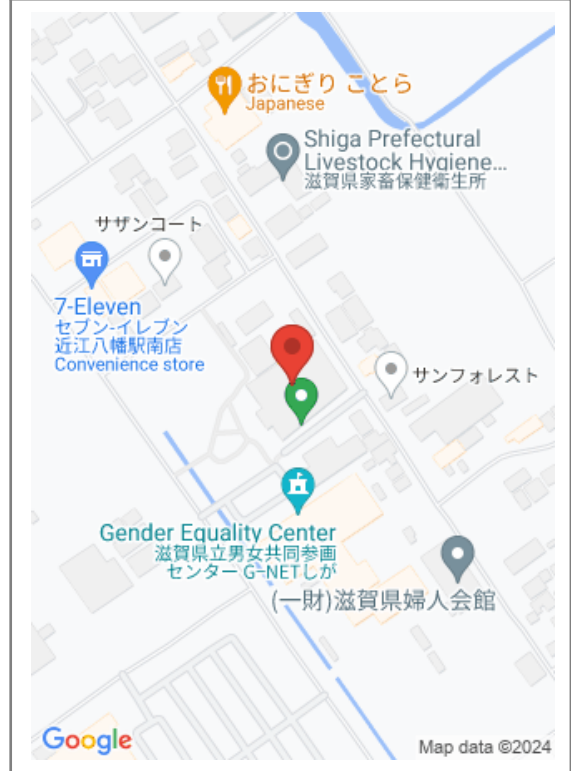 おにぎり ことら
Japanese
Shiga Prefectural
Livestock Hygiene...
滋賀県家畜保健衛生所
サザンコート
7-Eleven
セブン-イレブン
近江八幡駅南店
Convenience store
サンフォレスト
Gender Equality Center
滋賀県立男女共同参画
センター G-NETしが
(一財)滋賀県婦人会館
Google
Map data ©2024